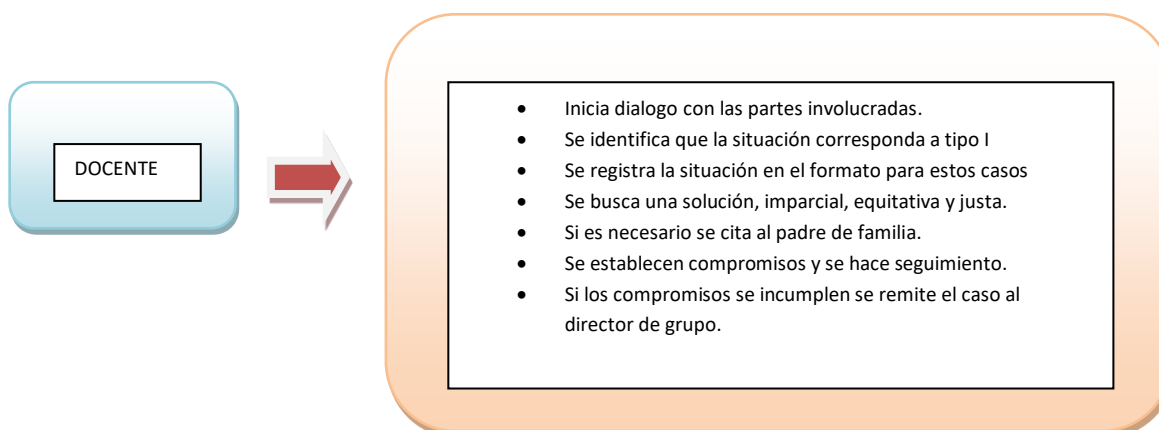 DOCENTE
• Inicia dialogo con las partes involucradas.
• Se identifica que la situación corresponda a tipo I
• Se registra la situación en el formato para estos casos
• Se busca una solución, imparcial, equitativa y justa.
• Si es necesario se cita al padre de familia.
• Se establecen compromisos y se hace seguimiento.
• Si los compromisos se incumplen se remite el caso al
director de grupo.